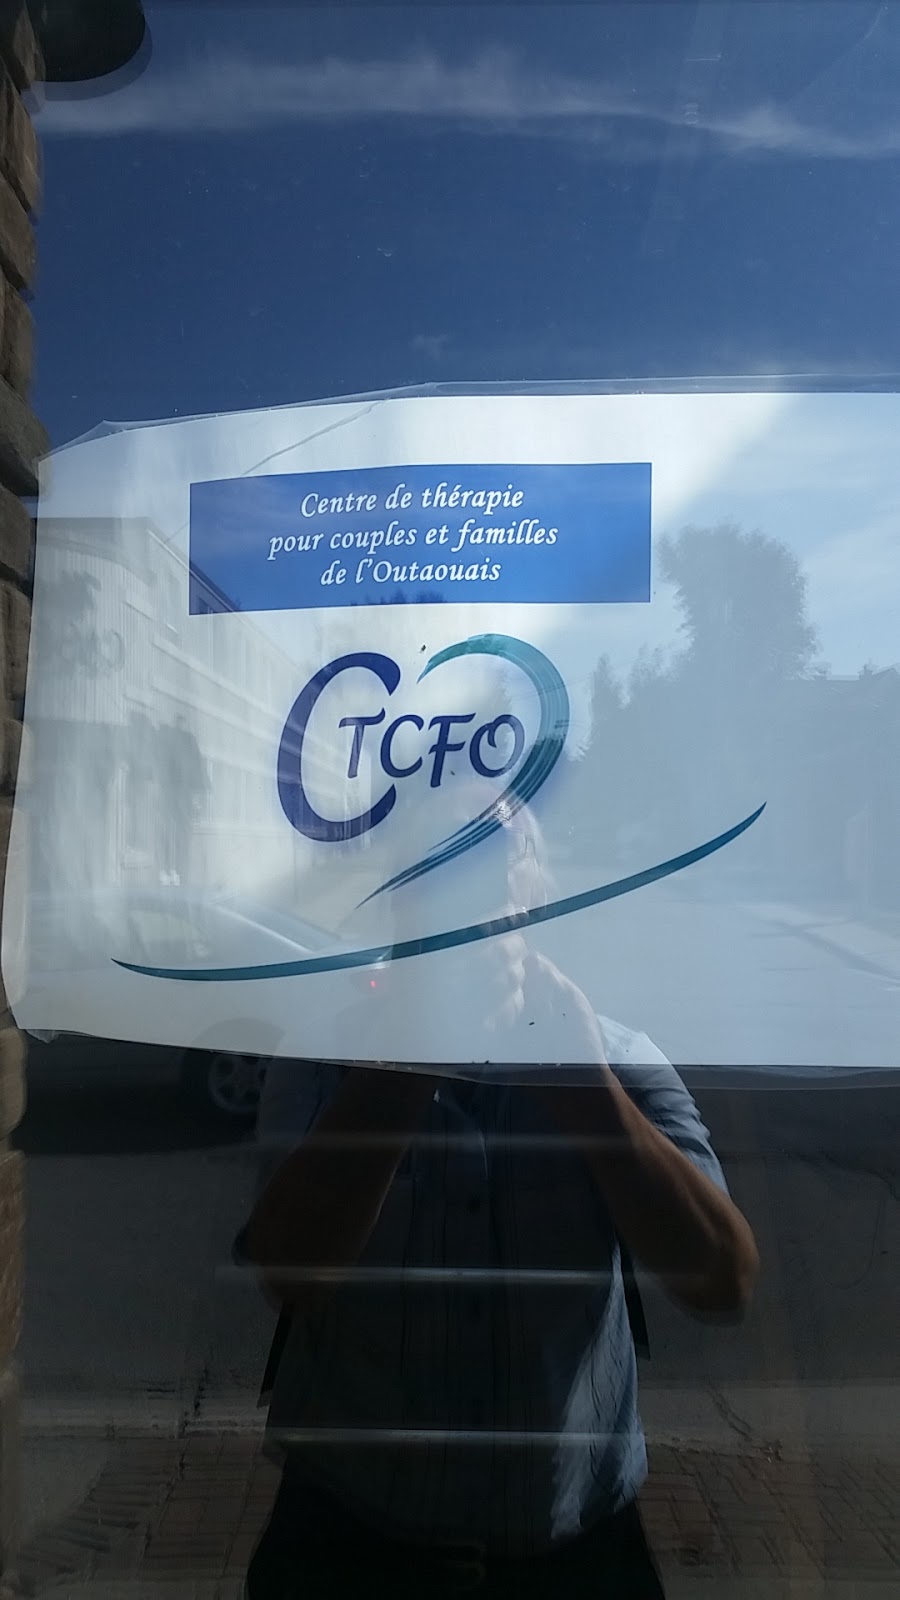 Centre de thérapie
pour couples et familles
de l'Outaouais
CTCFO